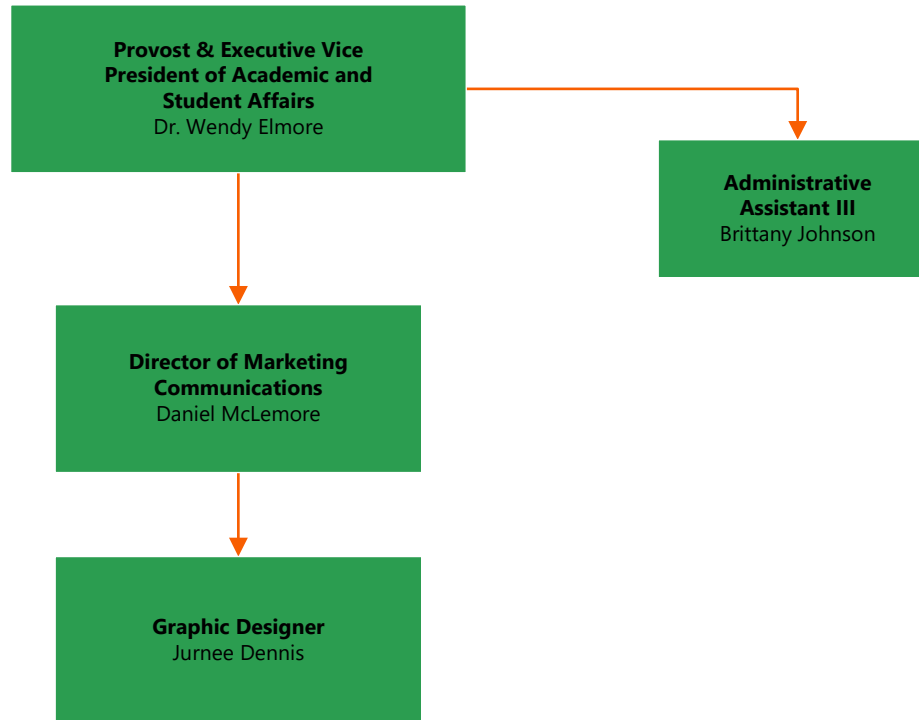 Provost & Executive Vice
President of Academic and
Student Affairs
Dr. Wendy Elmore
Administrative
Assistant III
Brittany Johnson
Director of Marketing
Communications
Daniel McLemore
Graphic Designer
Jurnee Dennis